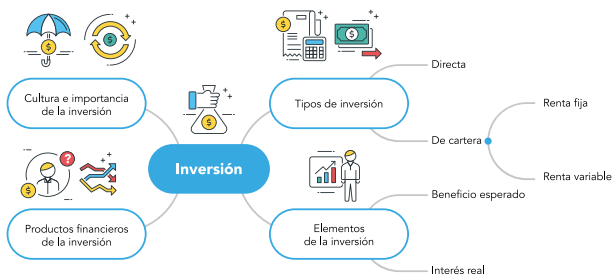 Cultura e importancia
de la inversión
Productos financieros
de la inversión
Inversión
Tipos de inversión
Directa
De cartera
Renta fija
Renta variable
Elementos
de la inversión
Beneficio esperado
Interés real